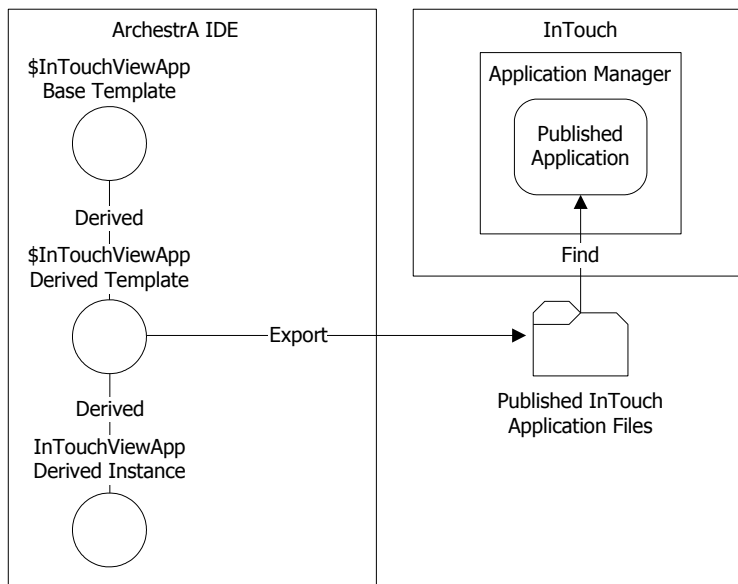 ArchestrA IDE
$InTouchViewApp
Base Template
Derived
$InTouchViewApp
Derived Template
Derived
InTouchViewApp
Derived Instance
Export
InTouch
Application Manager
Published
Application
Find
Published InTouch
Application Files